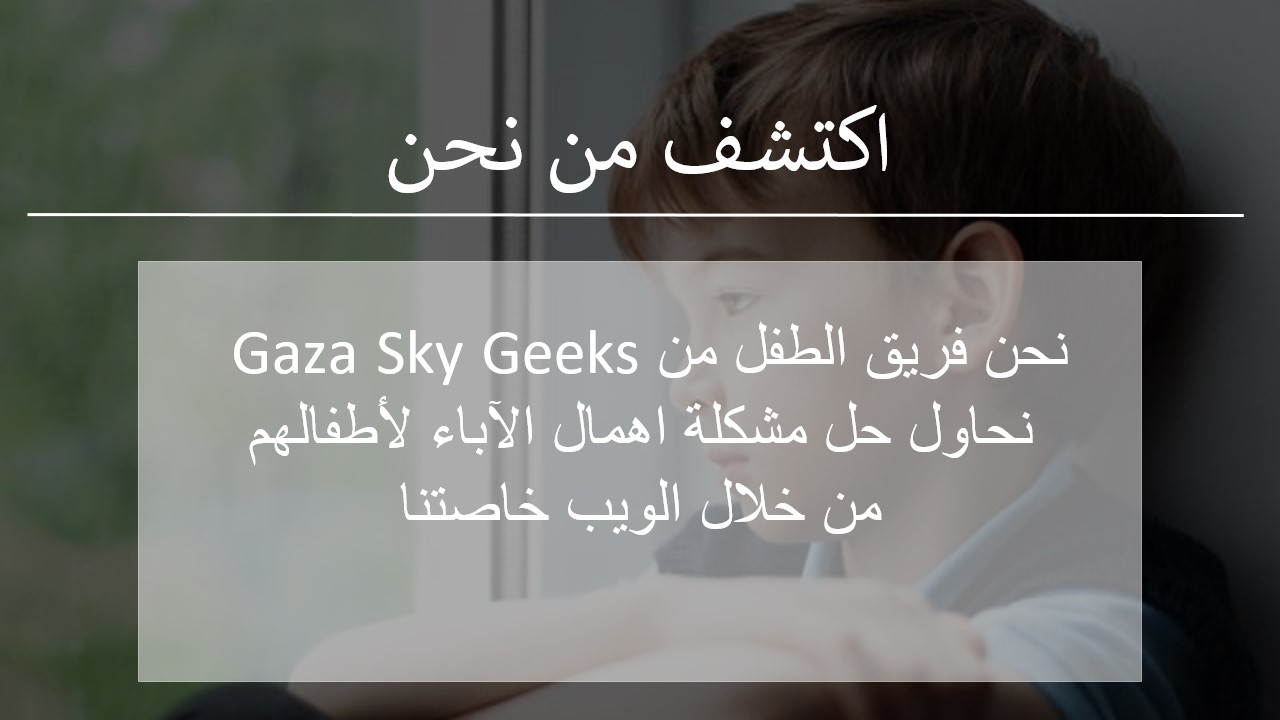 اكتشف من نحن
نحن فريق الطفل من Gaza Sky Geeks
نحاول حل مشكلة اهمال الآباء لأطفالهم
من خلال الويب خاصتنا